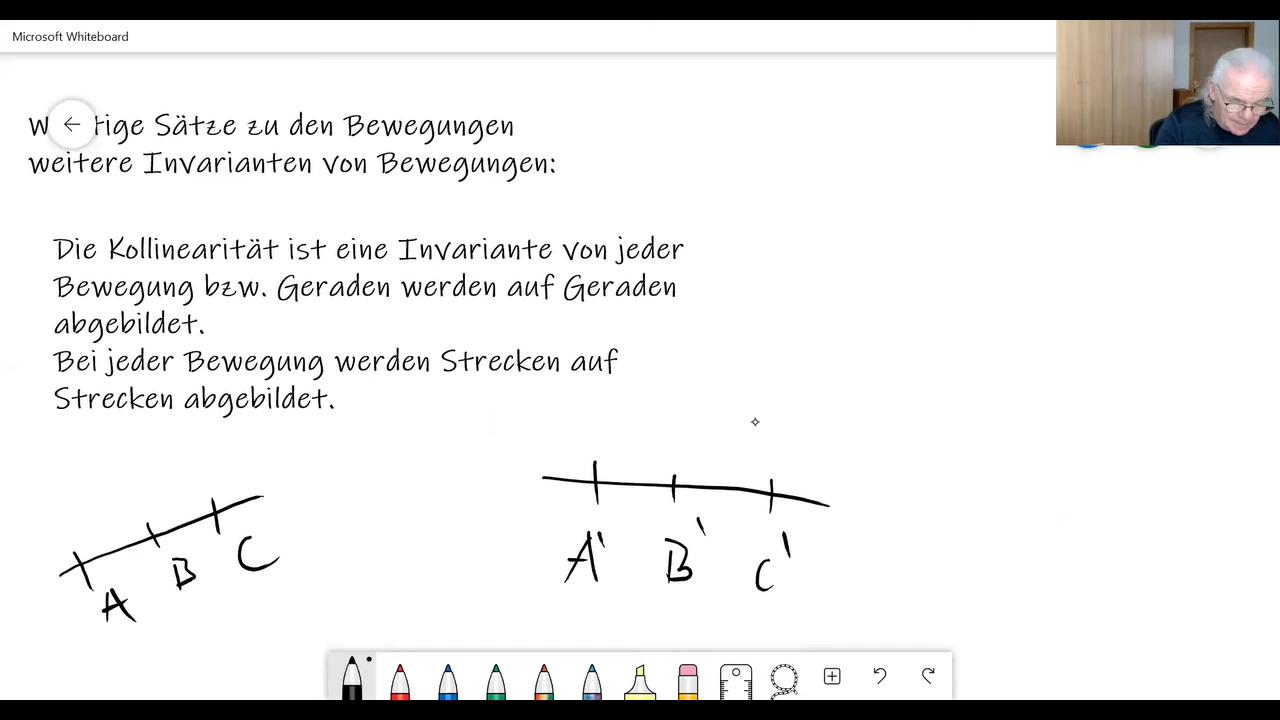 Microsoft Whiteboard
tige Sätze zu den Bewegungen
weitere Invarianten von Bewegungen:
Die Kollinearität ist eine Invariante von jeder
Bewegung bzw. Geraden werden auf Geraden
abgebildet.
Bei jeder Bewegung werden Strecken auf
Strecken abgebildet.
A B C
A' B' C'